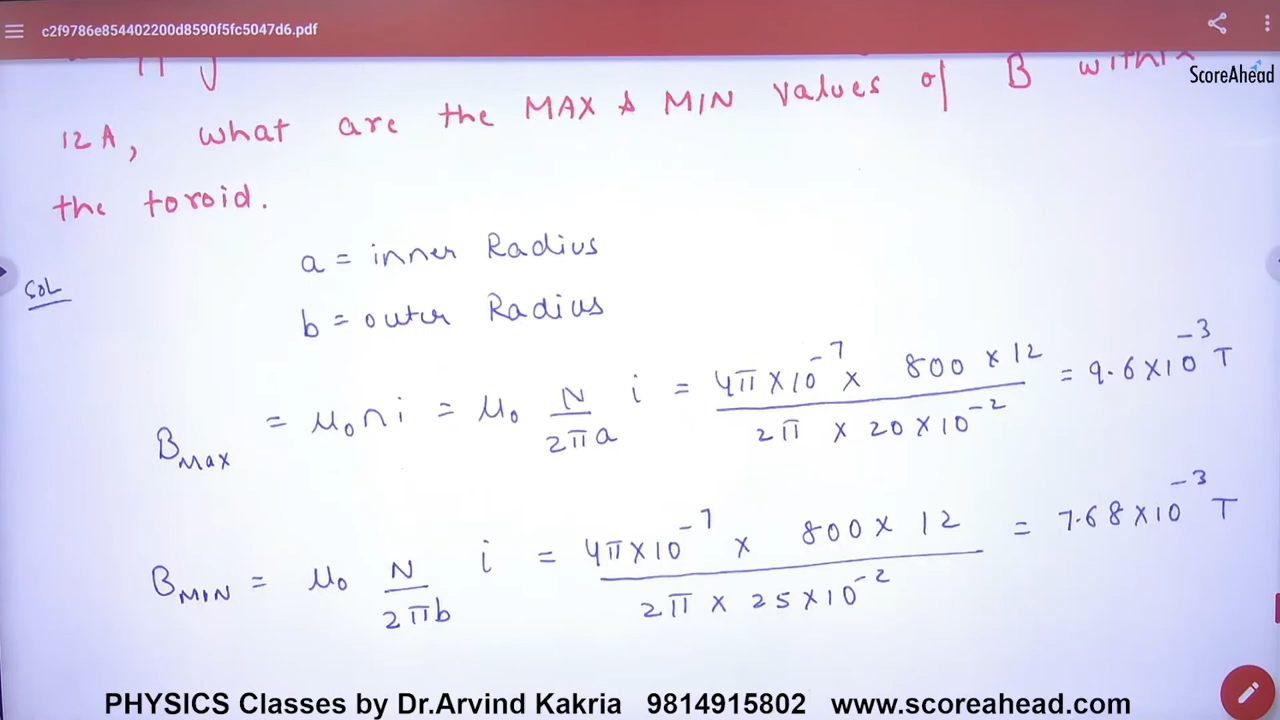 c2f9786e854402200d8590f5fc5047d6.pdf
ScoreAhead
12A, what are the MAX & MIN values of B within
the toroid.
Sol
a = inner Radius
b = outer Radius
B_MAX = μ₀ni = μ₀ N/2πa i = 4π×10⁻⁷ × 800×12 / 2π × 20×10⁻² = 9.6×10⁻³ T
B_MIN = μ₀ N/2πb i = 4π×10⁻⁷ × 800×12 / 2π × 25×10⁻² = 7.68×10⁻³ T
PHYSICS Classes by Dr.Arvind Kakria 9814915802 www.scoreahead.com